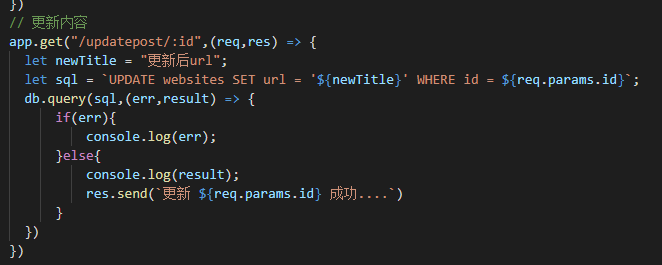 })
// 更新内容
app.get("/updatepost/:id",(req,res) => {
  let newTitle = "更新后url";
  let sql = `UPDATE websites SET url = '${newTitle}' WHERE id = ${req.params.id}`;
  db.query(sql,(err,result) => {
      if(err){
          console.log(err);
      }else{
          console.log(result);
          res.send(`更新 ${req.params.id} 成功....`)
      }
  })
})